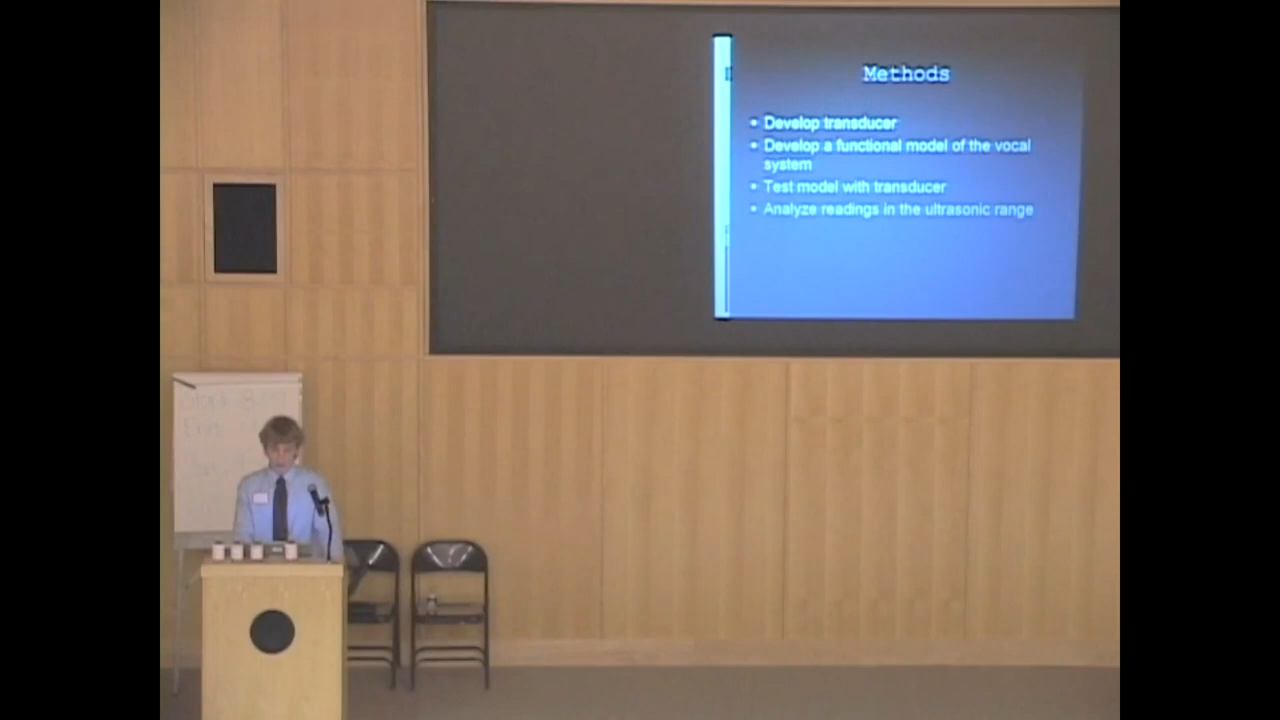 Methods
• Develop transducer
• Develop a functional model of the vocal
system
• Test model with transducer
• Analyze readings in the ultrasonic range